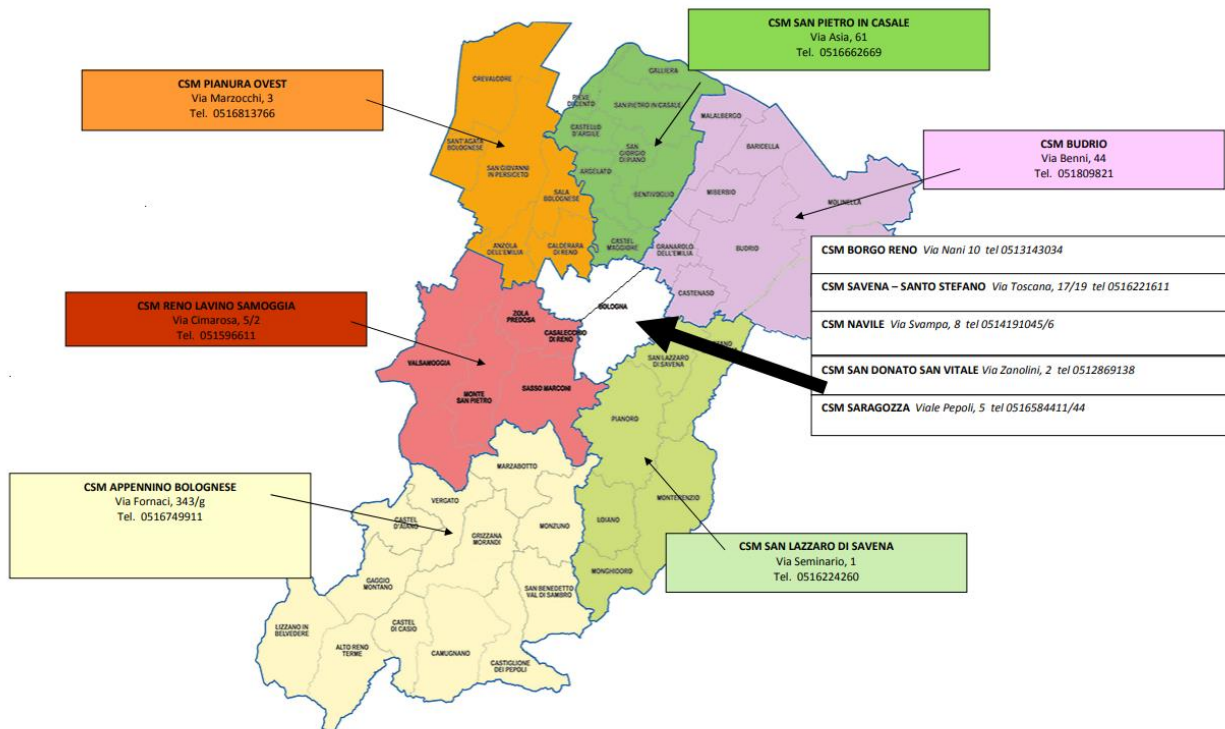 CSM SAN PIETRO IN CASALE
Via Asia, 61
Tel. 0516662669
CSM PIANURA OVEST
Via Marzocchi, 3
Tel. 0516813766
CSM BUDRIO
Via Benni, 44
Tel. 051809821
CSM BORGO RENO Via Nani 10 tel 0513143034
CSM SAVENA – SANTO STEFANO Via Toscana, 17/19 tel 0516221611
CSM NAVILE Via Svampa, 8 tel 0514191045/6
CSM SAN DONATO SAN VITALE Via Zanolini, 2 tel 0512869138
CSM SARAGOZZA Viale Pepoli, 5 tel 0516584411/44
CSM RENO LAVINO SAMOGGIA
Via Cimarosa, 5/2
Tel. 051596611
CSM APPENNINO BOLOGNESE
Via Fornaci, 343/g
Tel. 0516749911
CSM SAN LAZZARO DI SAVENA
Via Seminario, 1
Tel. 0516224260
CREVALCORE
SANT'AGATA
BOLOGNESE
SAN GIOVANNI
IN PERSICETO
SALA
BOLOGNESE
ANZOLA
DELL'EMILIA
CALDERARA
DI RENO
GALLIERA
PIEVE
DI CENTO
SAN PIETRO IN CASALE
CASTELLO
D'ARGILE
SAN
GIORGIO
DI PIANO
ARGELATO
BENTIVOGLIO
CASTEL
MAGGIORE
MALALBERGO
BARICELLA
MINERBIO
MOLINELLA
GRANAROLO
DELL'EMILIA
BUDRIO
CASTENASO
BOLOGNA
ZOLA
PREDOSA
CASALECCHIO
DI RENO
VALSAMOGGIA
MONTE
SAN PIETRO
SASSO MARCONI
SAN LAZZARO
DI SAVENA
PIANORO
MONTERENZIO
LOIANO
MONGHIDORO
MARZABOTTO
VERGATO
CASTEL
D'AIANO
GRIZZANA
MORANDI
MONZUNO
GAGGIO
MONTANO
SAN BENEDETTO
VAL DI SAMBRO
LIZZANO IN
BELVEDERE
ALTO RENO
TERME
CASTEL
DI CASIO
CAMUGNANO
CASTIGLIONE
DEI PEPOLI